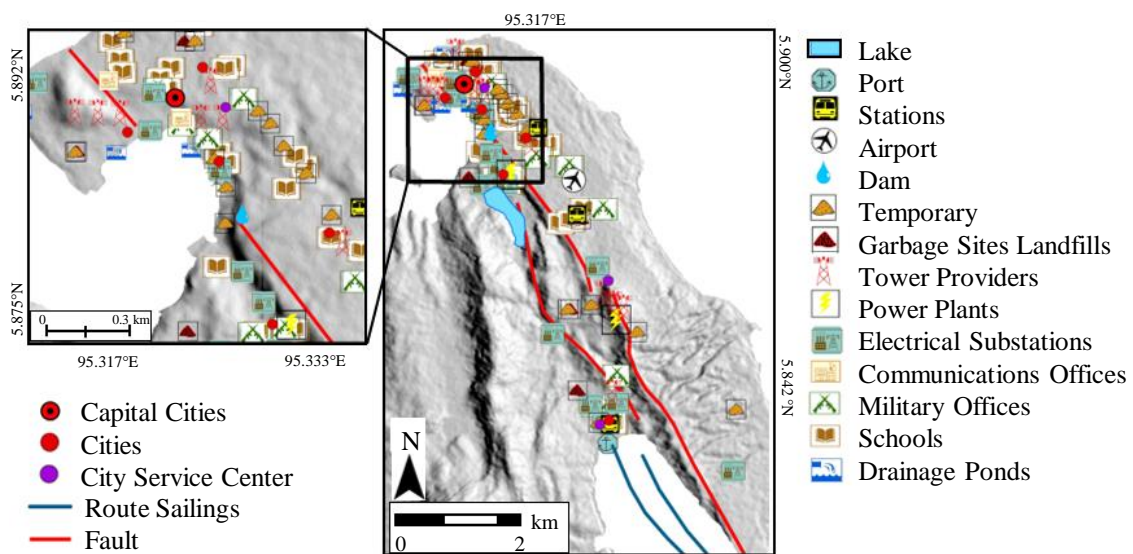 95.317°E
5.892°N
5.875°N
0
0.3 km
95.317°E
95.333°E
5.900°N
5.842°N
N
km
0
2
Capital Cities
Cities
City Service Center
Route Sailings
Fault
Lake
Port
Stations
Airport
Dam
Temporary
Garbage Sites Landfills
Tower Providers
Power Plants
Electrical Substations
Communications Offices
Military Offices
Schools
Drainage Ponds